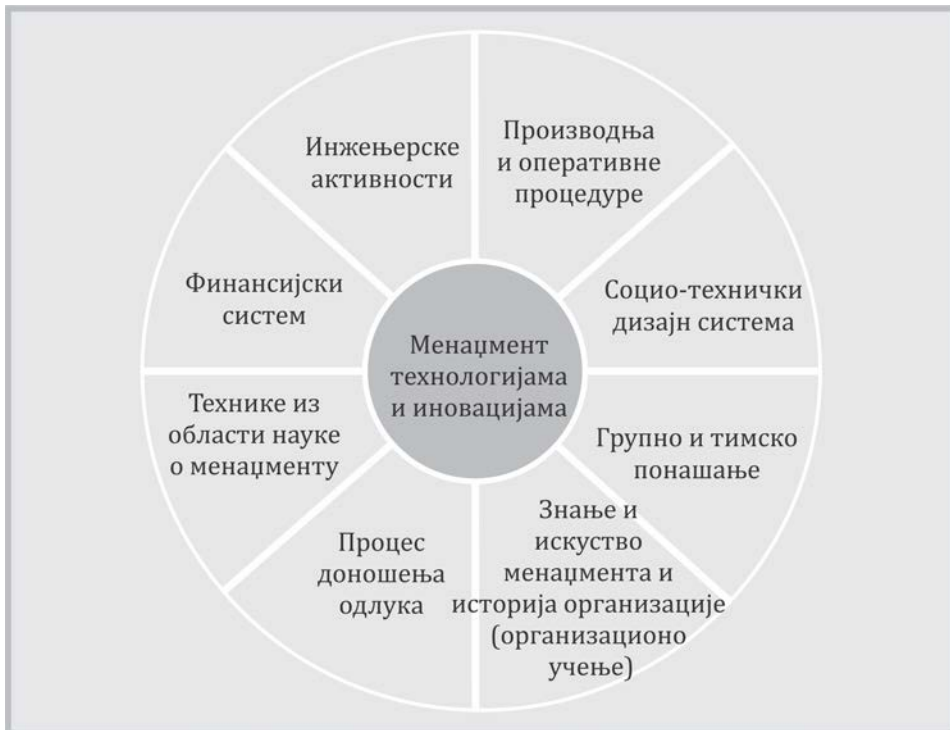 Инжењерске
активности
Производња
и оперативне
процедуре
Социо-технички
дизајн система
Групно и тимско
понашање
Знање и
искуство
менаџмента и
историја организације
(организационо
учење)
Процес
доношења
одлука
Технике из
области науке
о менаџменту
Финансијски
систем
Менаџмент
технологијама
и иновацијама